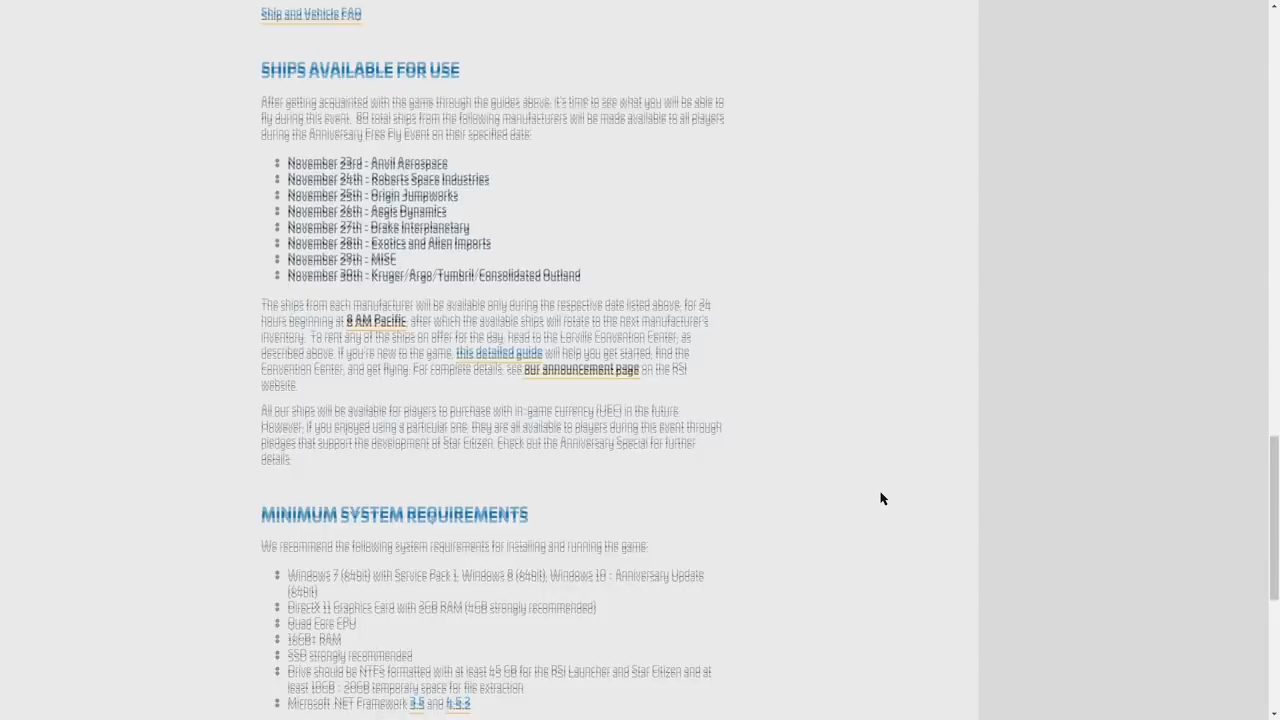 Ship and Vehicle FAQ
SHIPS AVAILABLE FOR USE
After getting acquainted with the game through the guides above, it's time to see what you will be able to
fly during this event. 80 total ships from the following manufacturers will be made available to all players
during the Anniversary Free Fly Event on their specified date:
November 23rd - Anvil Aerospace
November 24th - Roberts Space Industries
November 25th - Origin Jumpworks
November 26th - Aegis Dynamics
November 27th - Drake Interplanetary
November 28th - Exotics and Alien Imports
November 29th - MISC
November 30th - Kruger/Argo/Tumbril/Consolidated Outland
The ships from each manufacturer will be available only during the respective date listed above, for 24
hours beginning at 8 AM Pacific, after which the available ships will rotate to the next manufacturer's
inventory. To rent any of the ships on offer for the day, head to the Lorville Convention Center, as
described above. If you're new to the game, this detailed guide will help you get started, find the
Convention Center, and get flying. For complete details, see our announcement page on the RSI
website.
All our ships will be available for players to purchase with in-game currency (UEC) in the future.
However, if you enjoyed using a particular one, they are all available to players during this event through
pledges that support the development of Star Citizen. Check out the Anniversary Special for further
details.
MINIMUM SYSTEM REQUIREMENTS
We recommend the following system requirements for installing and running the game:
Windows 7 (64bit) with Service Pack 1, Windows 8 (64bit), Windows 10 - Anniversary Update
(64bit)
DirectX 11 Graphics Card with 2GB RAM (4GB strongly recommended)
Quad Core CPU
16GB+ RAM
SSD strongly recommended
Drive should be NTFS formatted with at least 45 GB for the RSI Launcher and Star Citizen and at
least 10GB - 20GB temporary space for file extraction
Microsoft .NET Framework 3.5 and 4.5.2